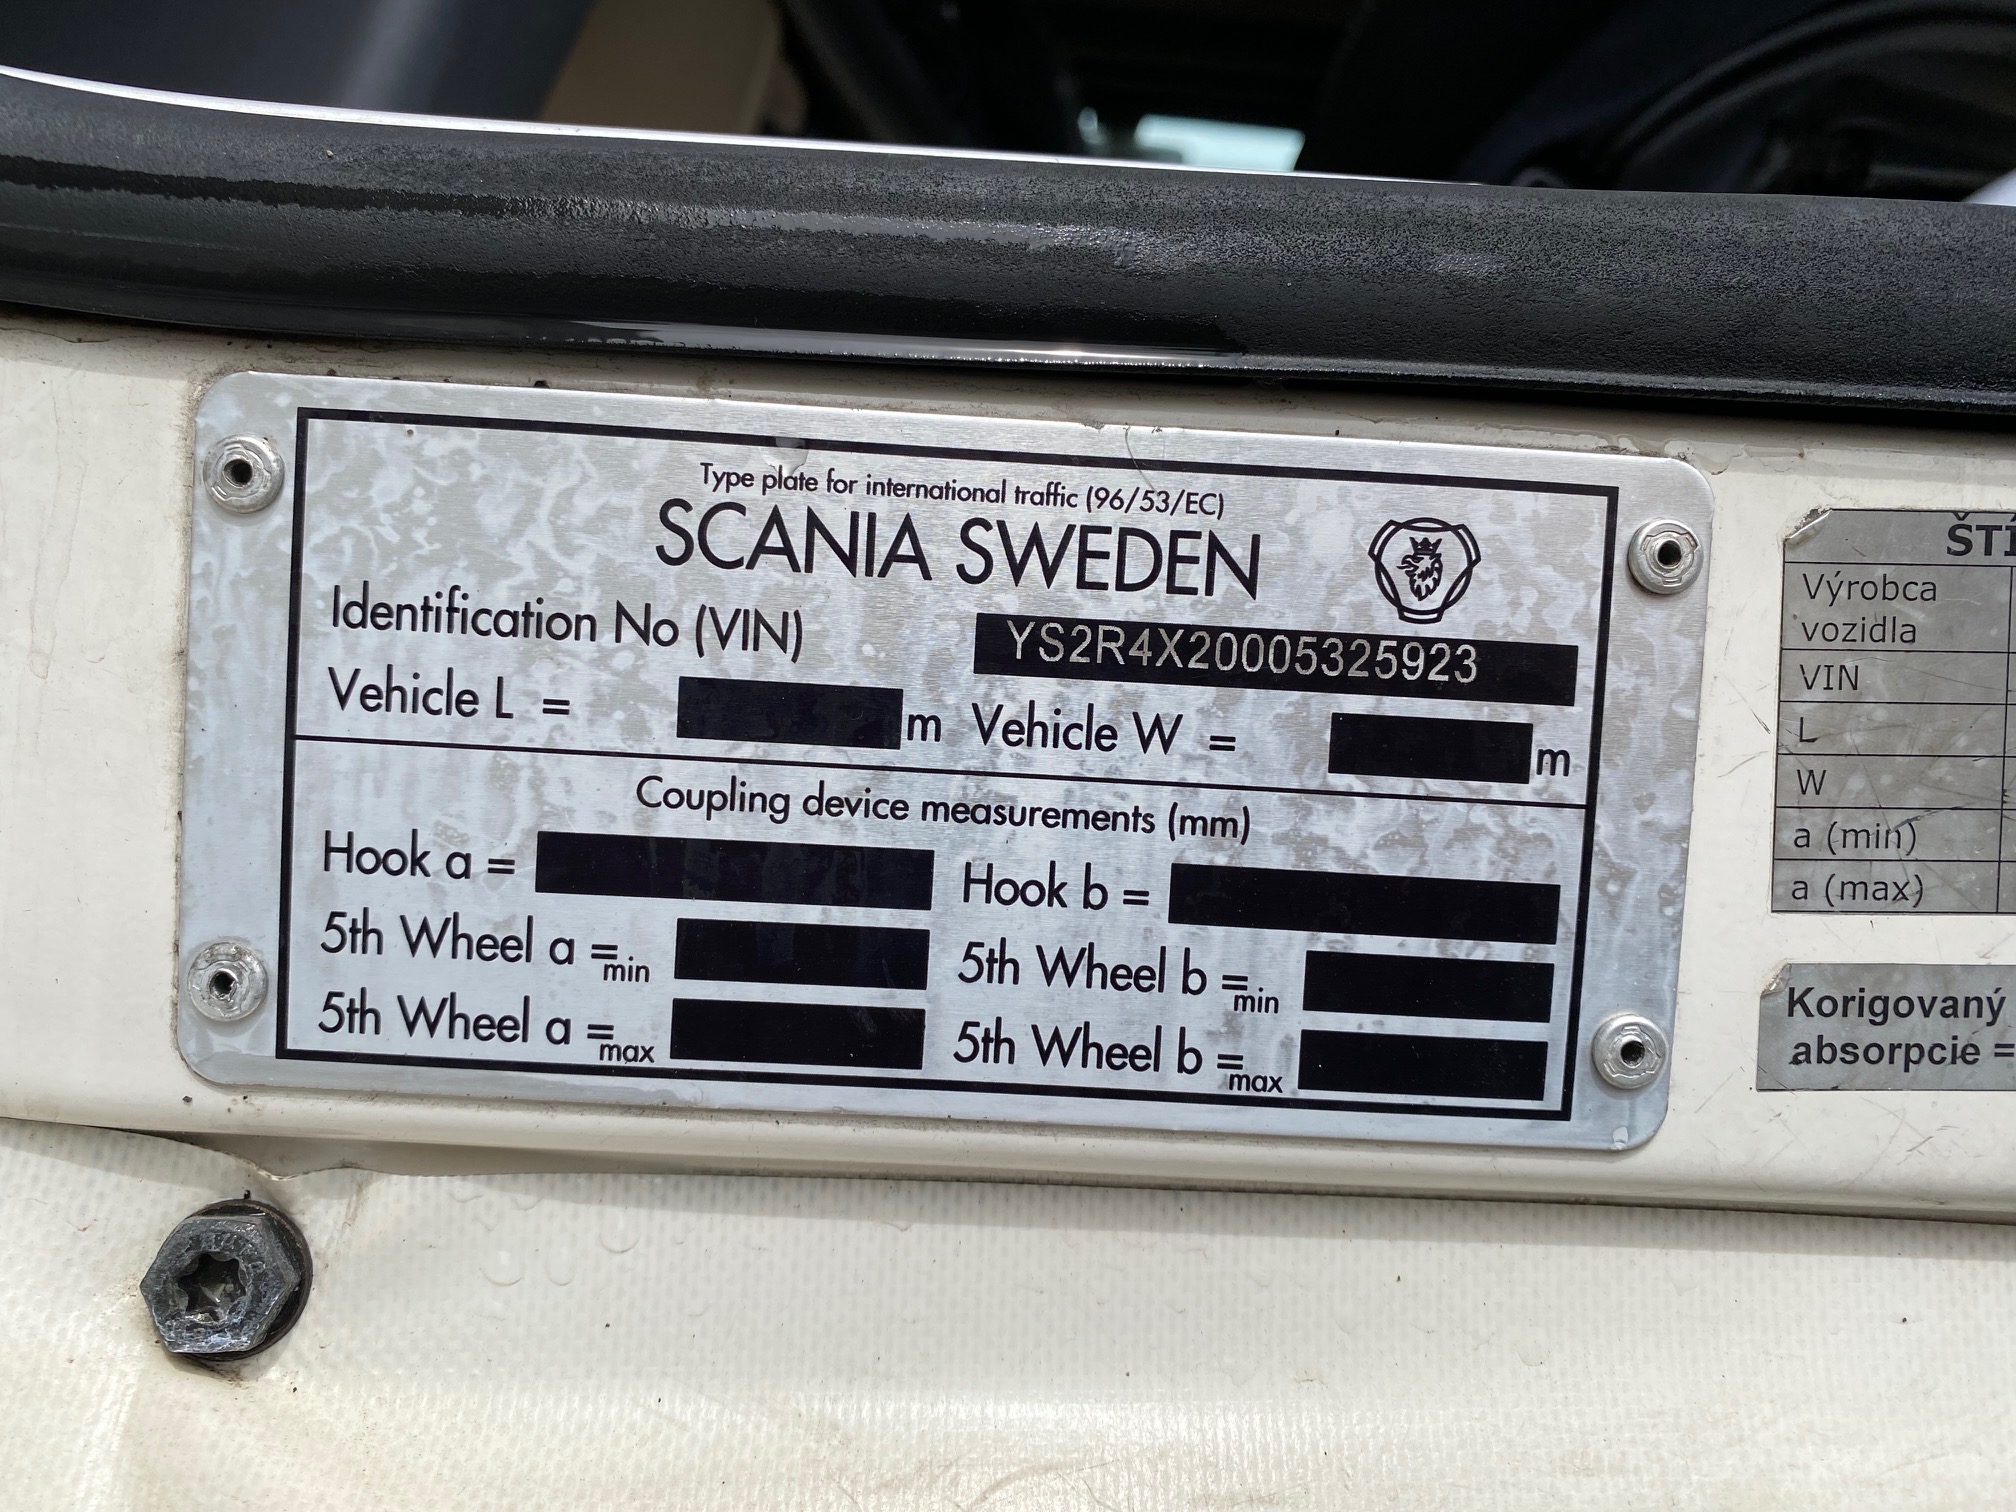 Type plate for international traffic (96/53/EC)
SCANIA SWEDEN
Identification No (VIN) YS2R4X20005325923
Vehicle L = m Vehicle W = m
Coupling device measurements (mm)
Hook a = Hook b =
5th Wheel a = min 5th Wheel b = min
5th Wheel a = max 5th Wheel b = max
Výrobca
vozidla
VIN
L
W
a (min)
a (max)
Korigovaný
absorpcie =